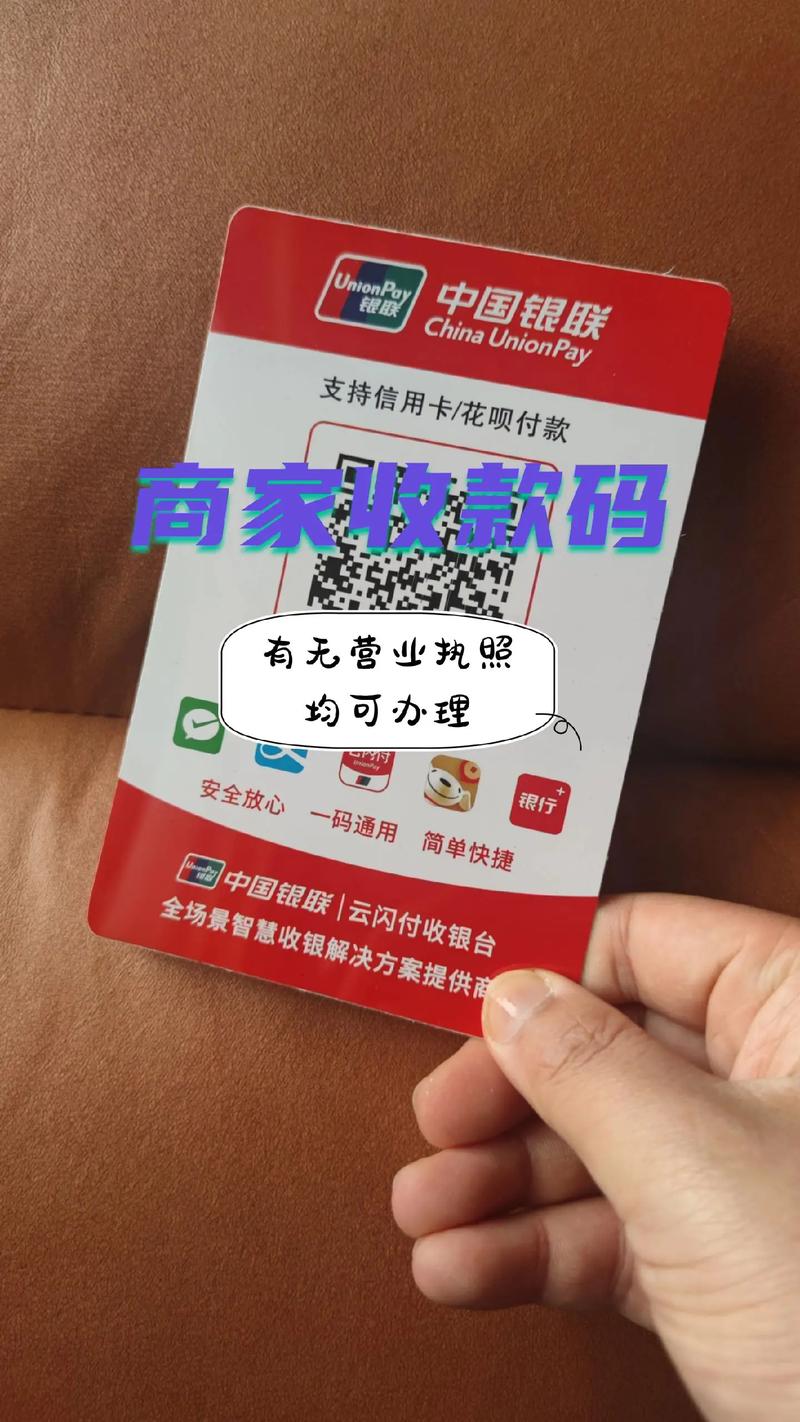 UnionPay
银联
中国银联
China UnionPay
支持信用卡/花呗付款
商家收款码
有无营业执照
均可办理
闪付
UnionPay
银行
安全放心 一码通用 简单快捷
UnionPay
银联
中国银联|云闪付收银台
全场景智慧收银解决方案提供商